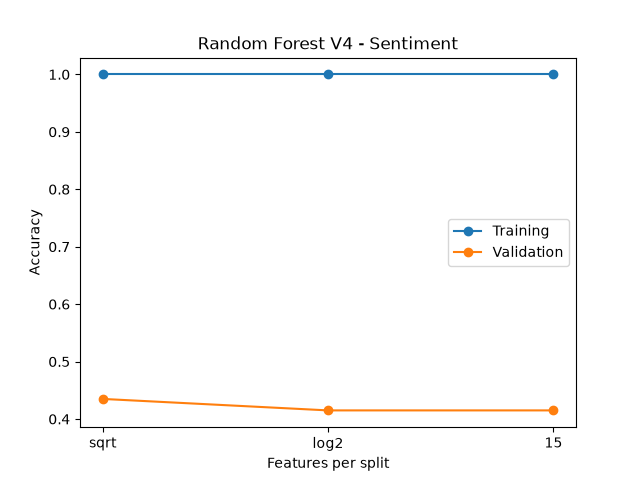 Random Forest V4 - Sentiment
1.0
0.9
0.8
0.7
0.6
0.5
0.4
Accuracy
Training
Validation
sqrt log2 15
Features per split